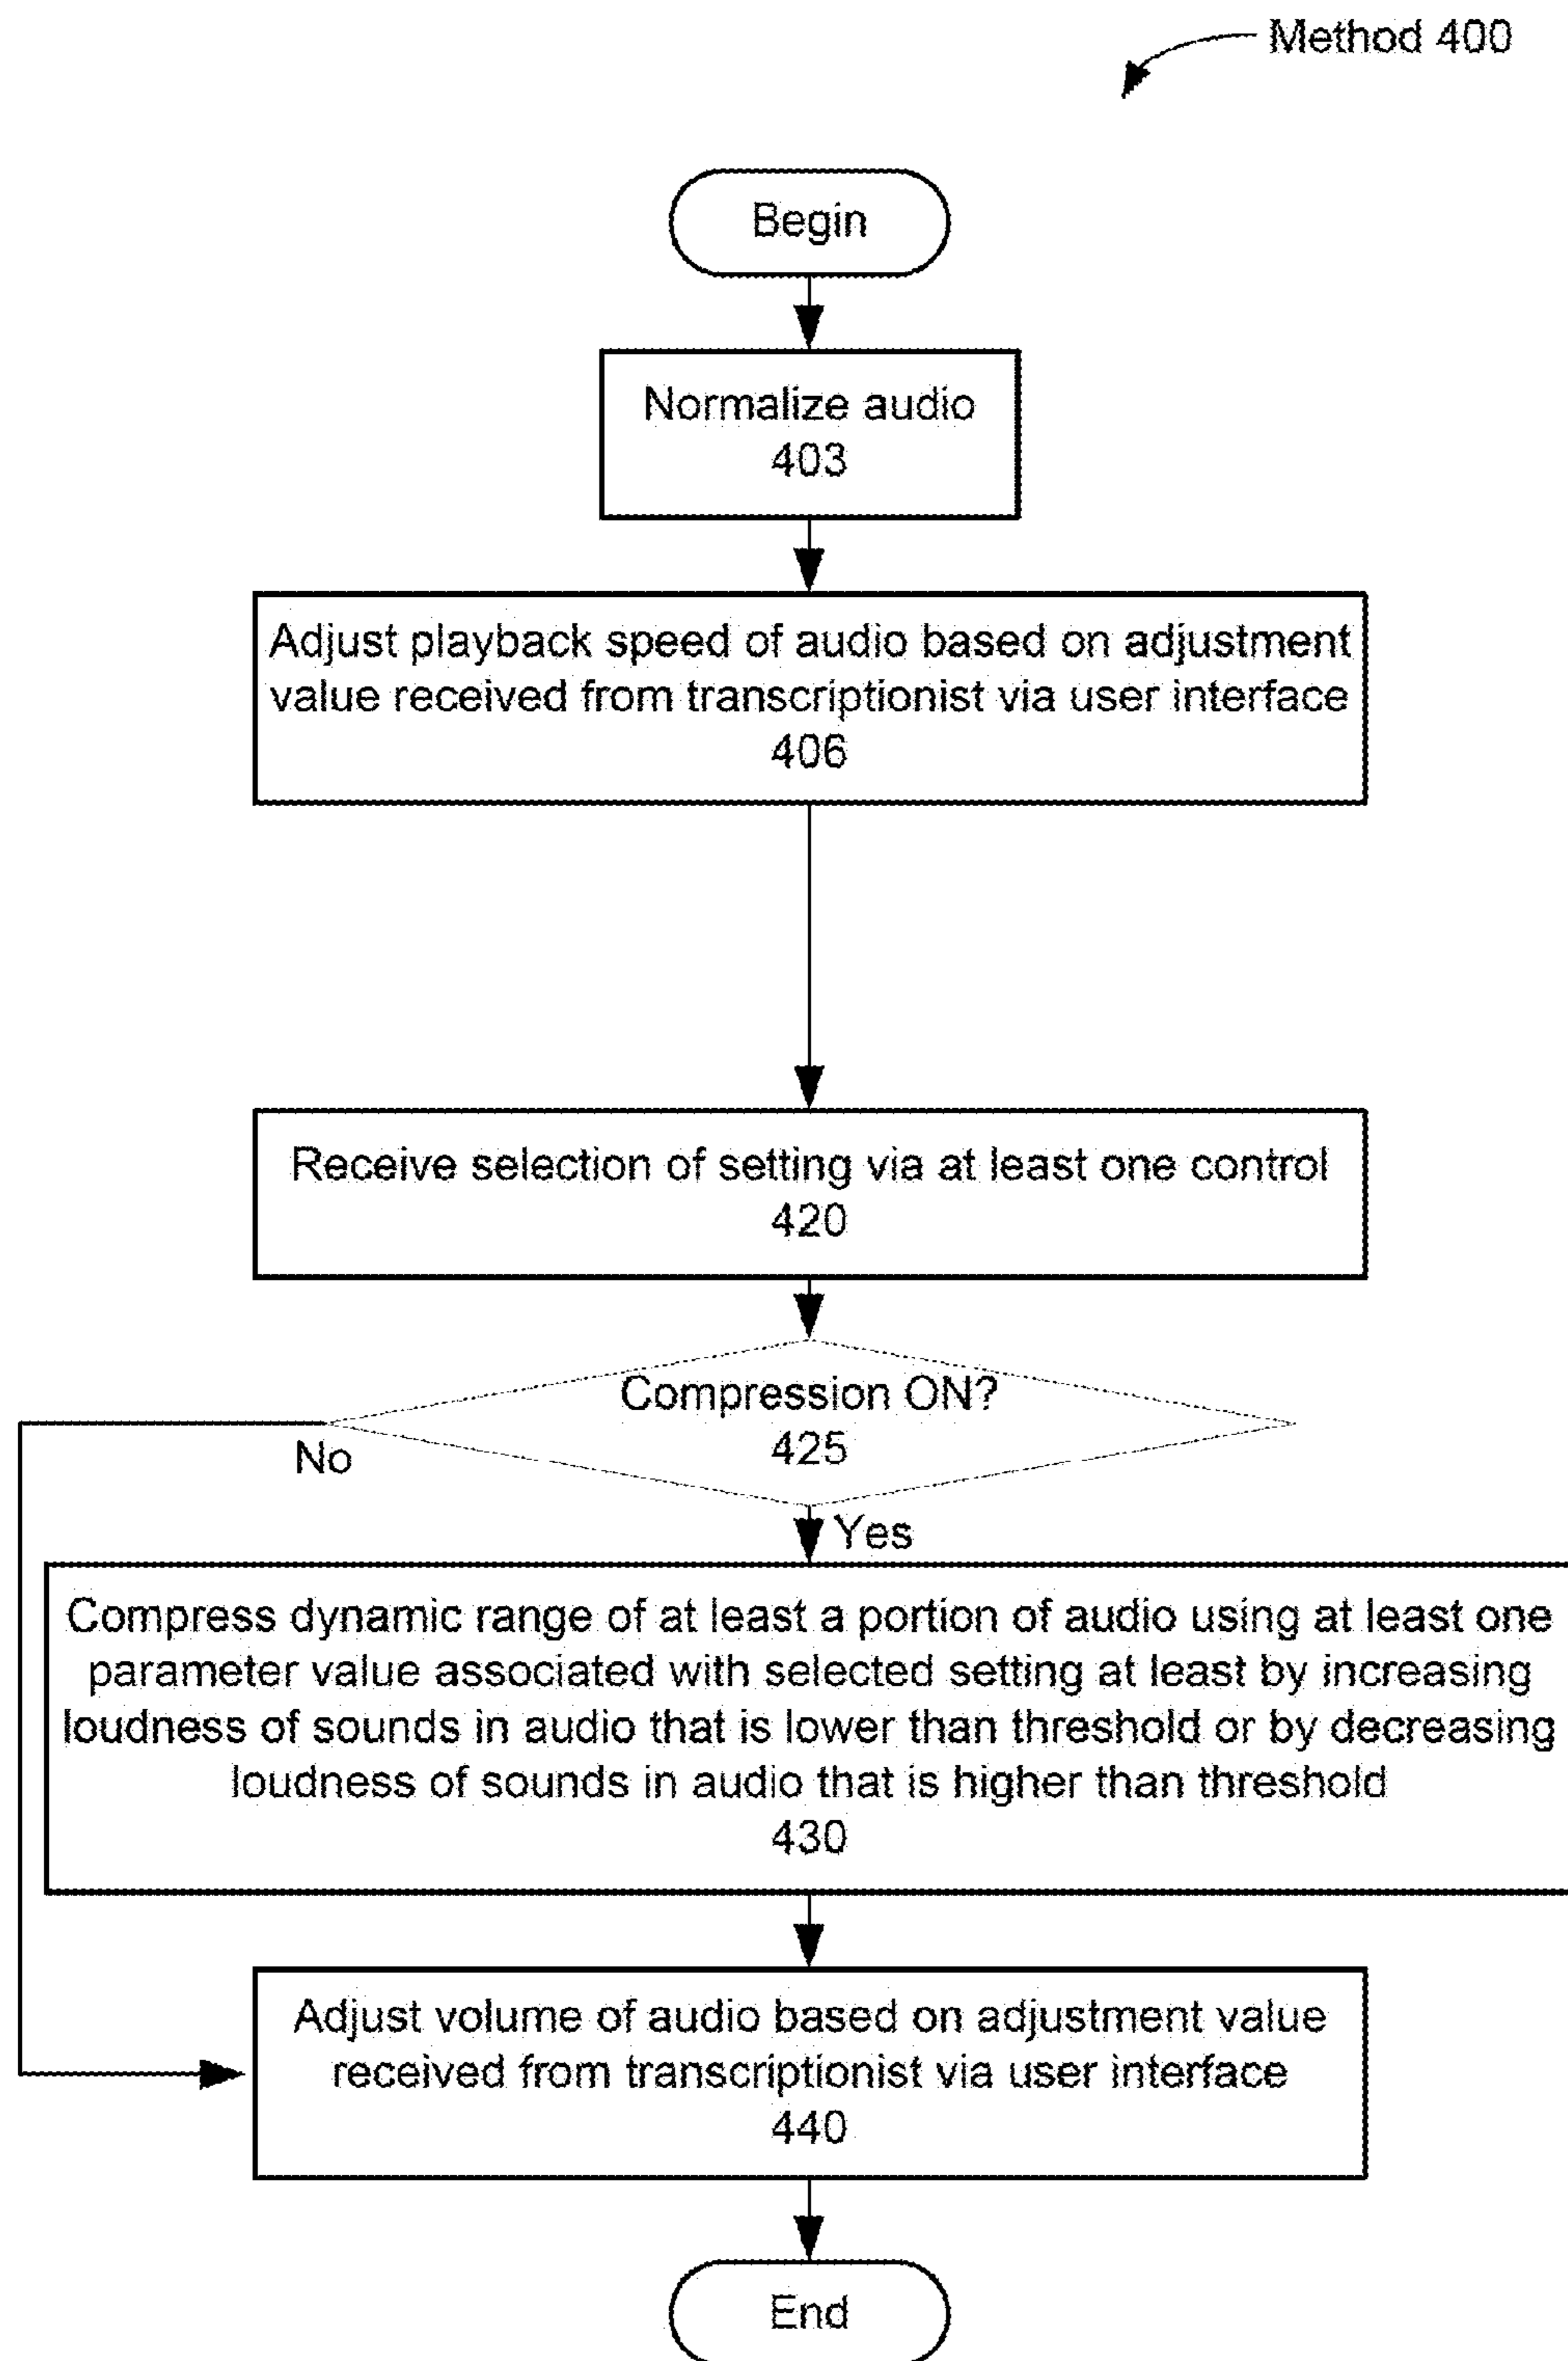 Method 400
Begin
Normalize audio
403
Adjust playback speed of audio based on adjustment
value received from transcriptionist via user interface
406
Receive selection of setting via at least one control
420
Compression ON?
425
No
Yes
Compress dynamic range of at least a portion of audio using at least one
parameter value associated with selected setting at least by increasing
loudness of sounds in audio that is lower than threshold or by decreasing
loudness of sounds in audio that is higher than threshold
430
Adjust volume of audio based on adjustment value
received from transcriptionist via user interface
440
End